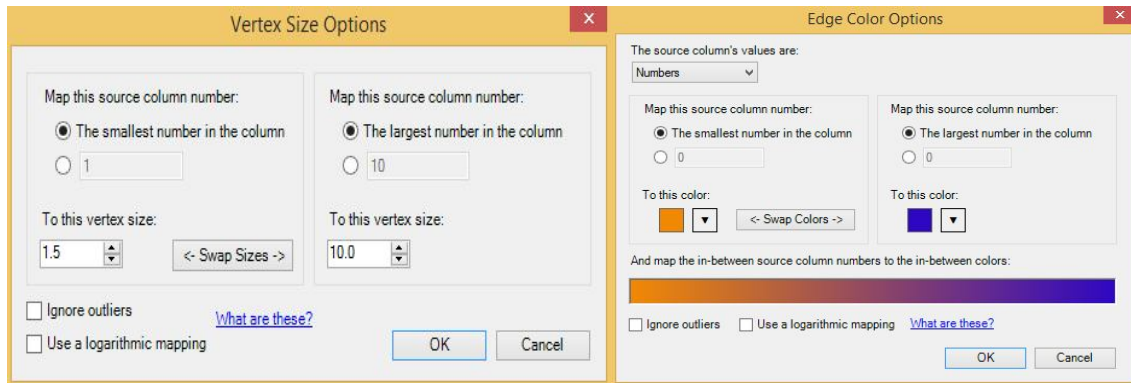 Vertex Size Options
x
Map this source column number:
The smallest number in the column
1
To this vertex size:
1.5
<- Swap Sizes ->
Map this source column number:
The largest number in the column
10
To this vertex size:
10.0
Ignore outliers
Use a logarithmic mapping
What are these?
OK
Cancel
Edge Color Options
x
The source column's values are:
Numbers
Map this source column number:
The smallest number in the column
0
To this color:
<- Swap Colors ->
Map this source column number:
The largest number in the column
0
To this color:
And map the in-between source column numbers to the in-between colors:
Ignore outliers
Use a logarithmic mapping
What are these?
OK
Cancel